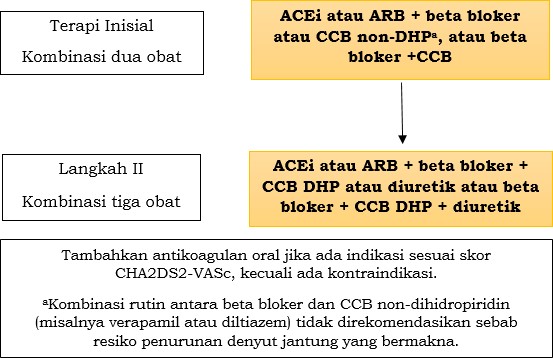 Terapi Inisial
Kombinasi dua obat
ACEi atau ARB + beta bloker
atau CCB non-DHPᵃ, atau beta
bloker +CCB
Langkah II
Kombinasi tiga obat
ACEi atau ARB + beta bloker +
CCB DHP atau diuretik atau beta
bloker + CCB DHP + diuretik
Tambahkan antikoagulan oral jika ada indikasi sesuai skor
CHA2DS2-VASc, kecuali ada kontraindikasi.
ᵃKombinasi rutin antara beta bloker dan CCB non-dihidropiridin
(misalnya verapamil atau diltiazem) tidak direkomendasikan sebab
resiko penurunan denyut jantung yang bermakna.